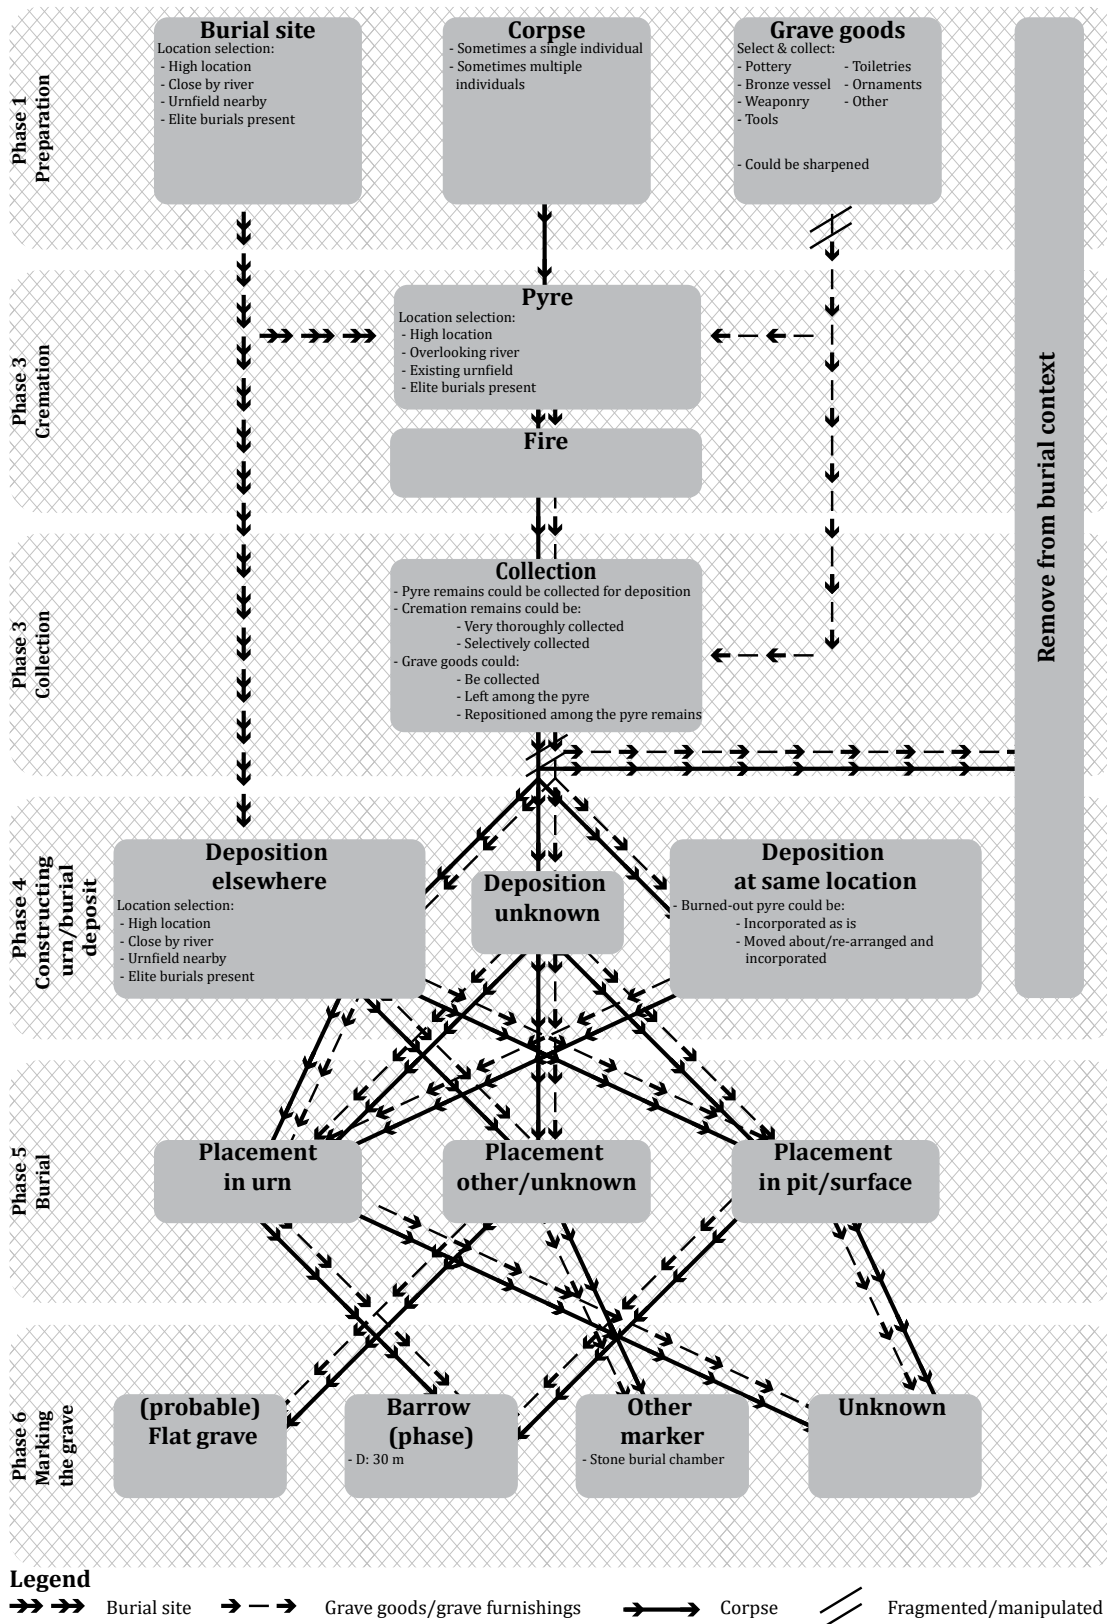 Phase 1
Preparation
Burial site
Location selection:
- High location
- Close by river
- Urnfield nearby
- Elite burials present
Corpse
- Sometimes a single individual
- Sometimes multiple
individuals
Grave goods
Select & collect:
- Pottery
- Bronze vessel
- Weaponry
- Tools
- Toiletries
- Ornaments
- Other
- Could be sharpened
Remove from burial context
Phase 3
Cremation
Pyre
Location selection:
- High location
- Overlooking river
- Existing urnfield
- Elite burials present
Fire
Phase 3
Collection
Collection
- Pyre remains could be collected for deposition
- Cremation remains could be:
- Very thoroughly collected
- Selectively collected
- Grave goods could:
- Be collected
- Left among the pyre
- Repositioned among the pyre remains
Phase 4
Constructing
urn/burial
deposit
Deposition
elsewhere
Location selection:
- High location
- Close by river
- Urnfield nearby
- Elite burials present
Deposition
unknown
Deposition
at same location
- Burned-out pyre could be:
- Incorporated as is
- Moved about/re-arranged and
incorporated
Phase 5
Burial
Placement
in urn
Placement
other/unknown
Placement
in pit/surface
Phase 6
Marking
the grave
(probable)
Flat grave
Barrow
(phase)
- D: 30 m
Other
marker
- Stone burial chamber
Unknown
Legend
Burial site
Grave goods/grave furnishings
Corpse
Fragmented/manipulated